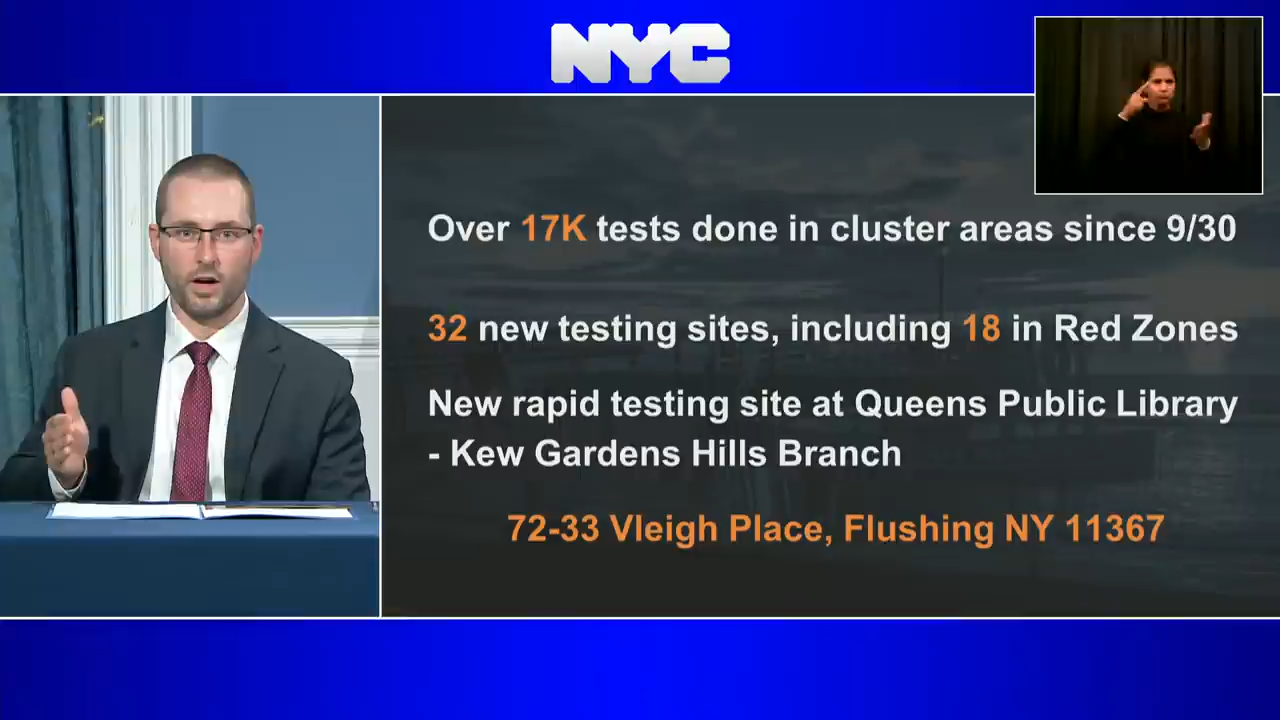 NYC
Over 17K tests done in cluster areas since 9/30
32 new testing sites, including 18 in Red Zones
New rapid testing site at Queens Public Library
- Kew Gardens Hills Branch
72-33 Vleigh Place, Flushing NY 11367